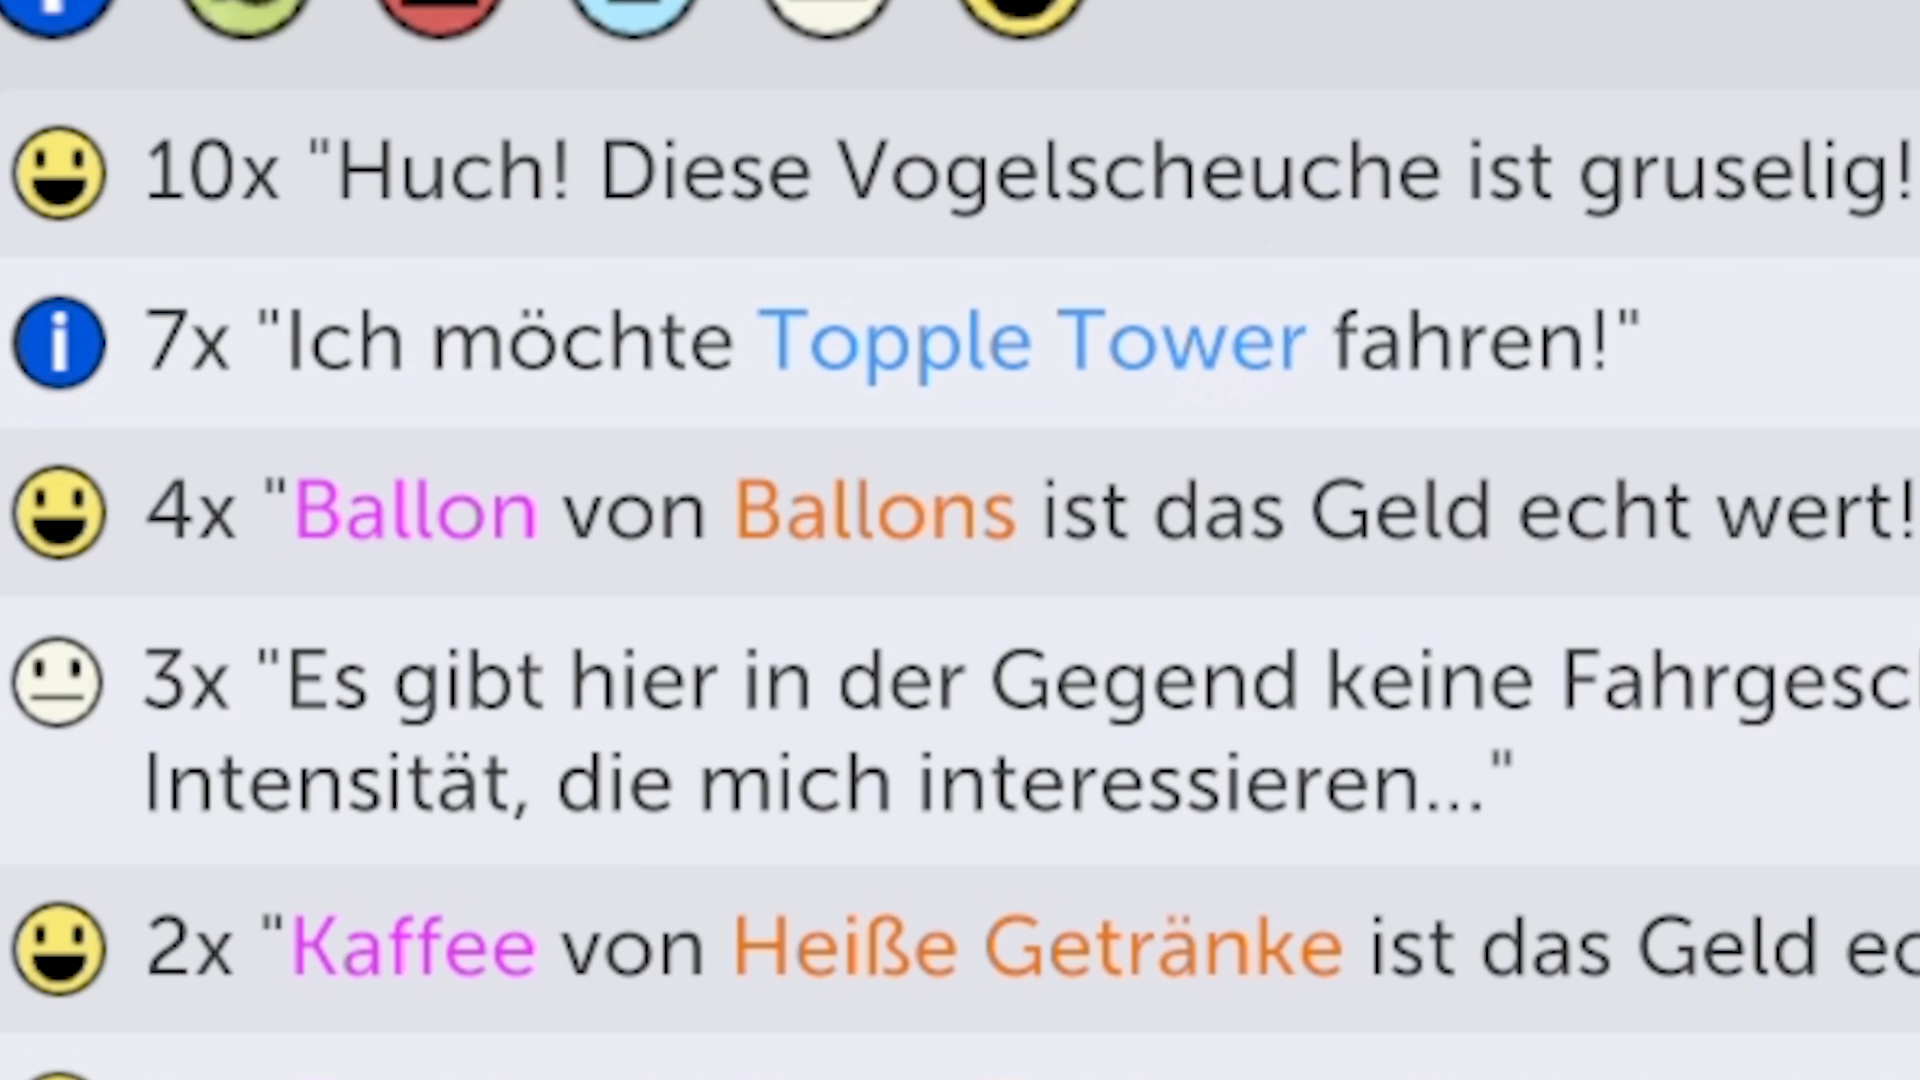 10x "Huch! Diese Vogelscheuche ist gruselig!
7x "Ich möchte Topple Tower fahren!"
4x "Ballon von Ballons ist das Geld echt wert!
3x "Es gibt hier in der Gegend keine
Intensität, die mich interessieren..."
2x "Kaffee von Heiße Getränke ist das Geld